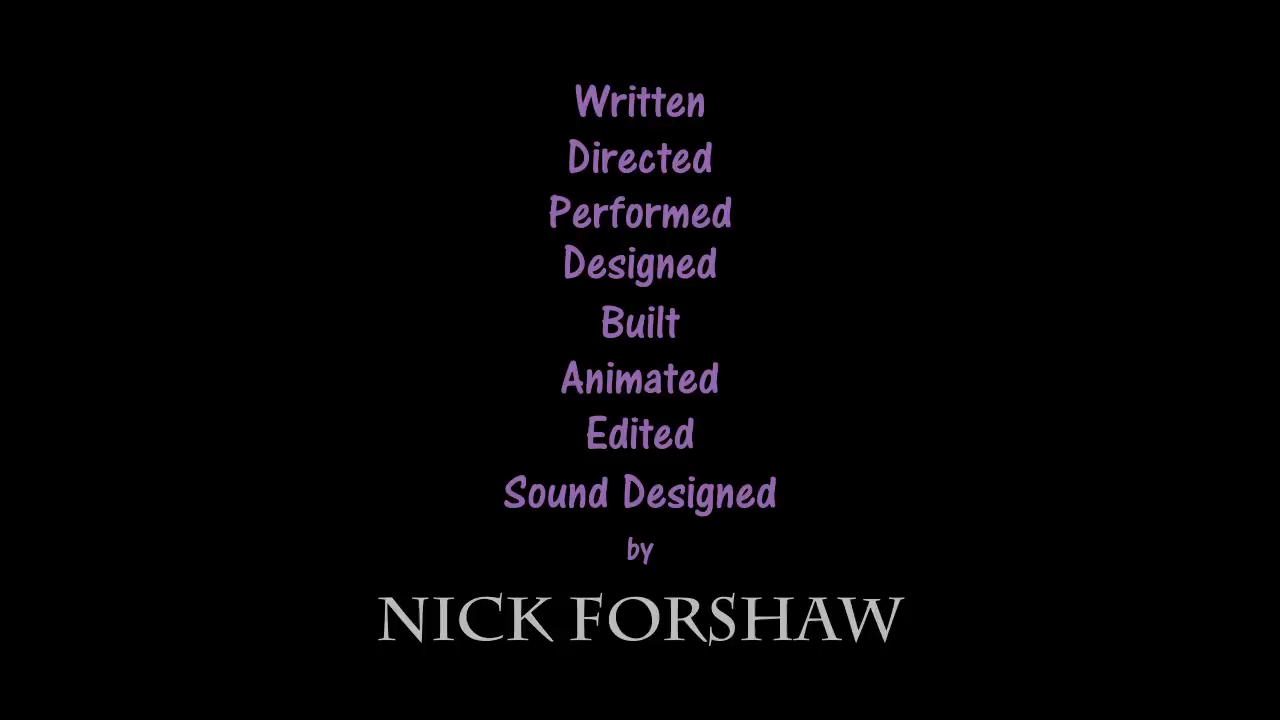 Written
Directed
Performed
Designed
Built
Animated
Edited
Sound Designed
by
NICK FORSHAW